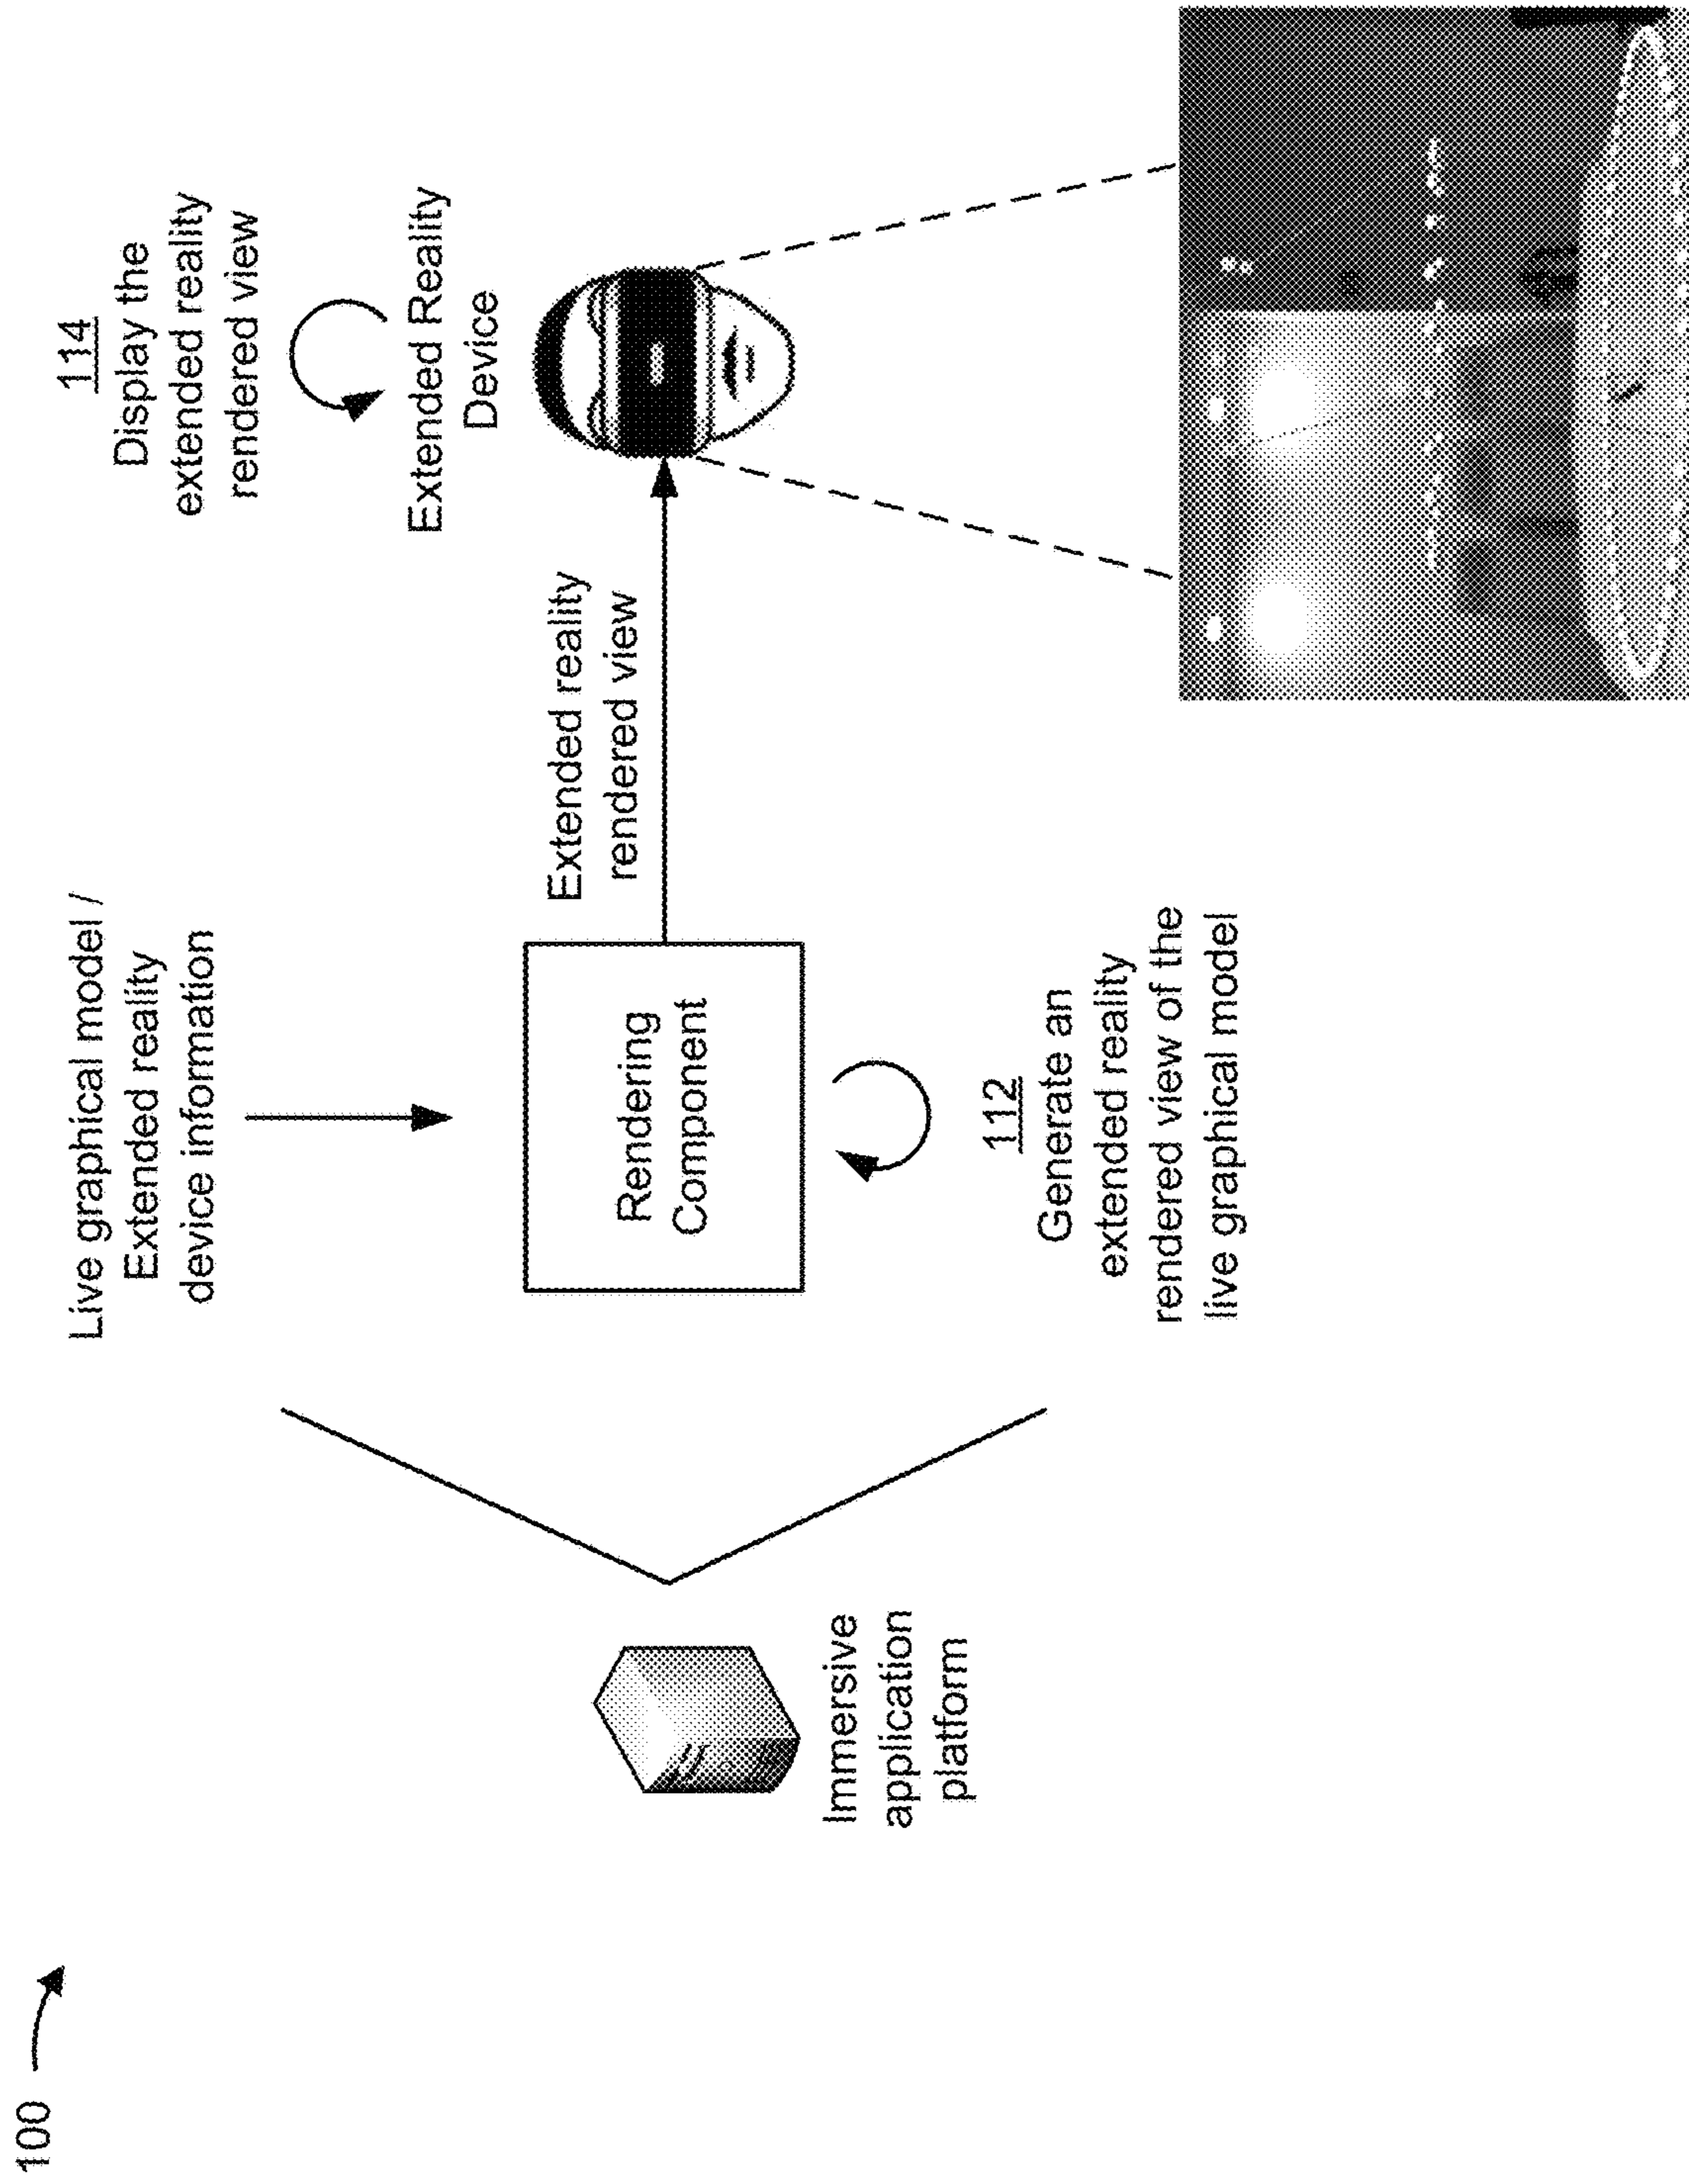 100
Immersive
application
platform
Live graphical model /
Extended reality
device information
Rendering
Component
112
Generate an
extended reality
rendered view of the
live graphical model
Extended reality
rendered view
114
Display the
extended reality
rendered view
Extended Reality
Device